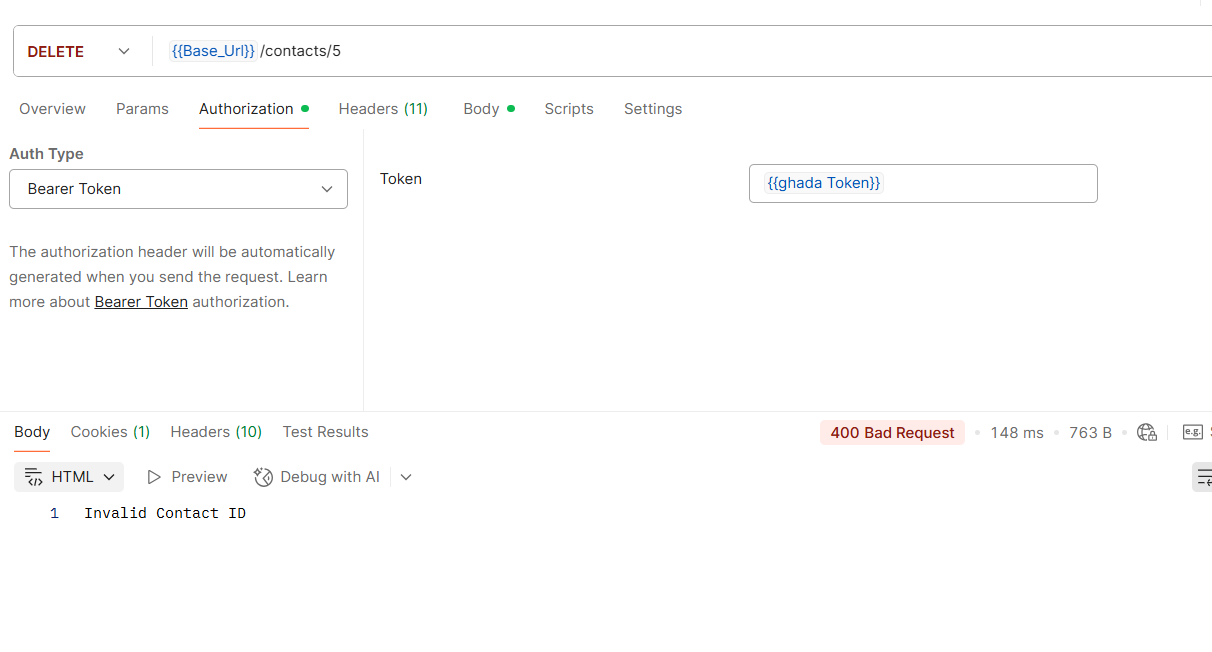 DELETE {{Base_Url}} /contacts/5
Overview Params Authorization Headers (11) Body Scripts Settings
Auth Type
Bearer Token
Token {{ghada Token}}
The authorization header will be automatically
generated when you send the request. Learn
more about Bearer Token authorization.
Body Cookies (1) Headers (10) Test Results 400 Bad Request 148 ms 763 B e.g.
HTML Preview Debug with AI
1 Invalid Contact ID